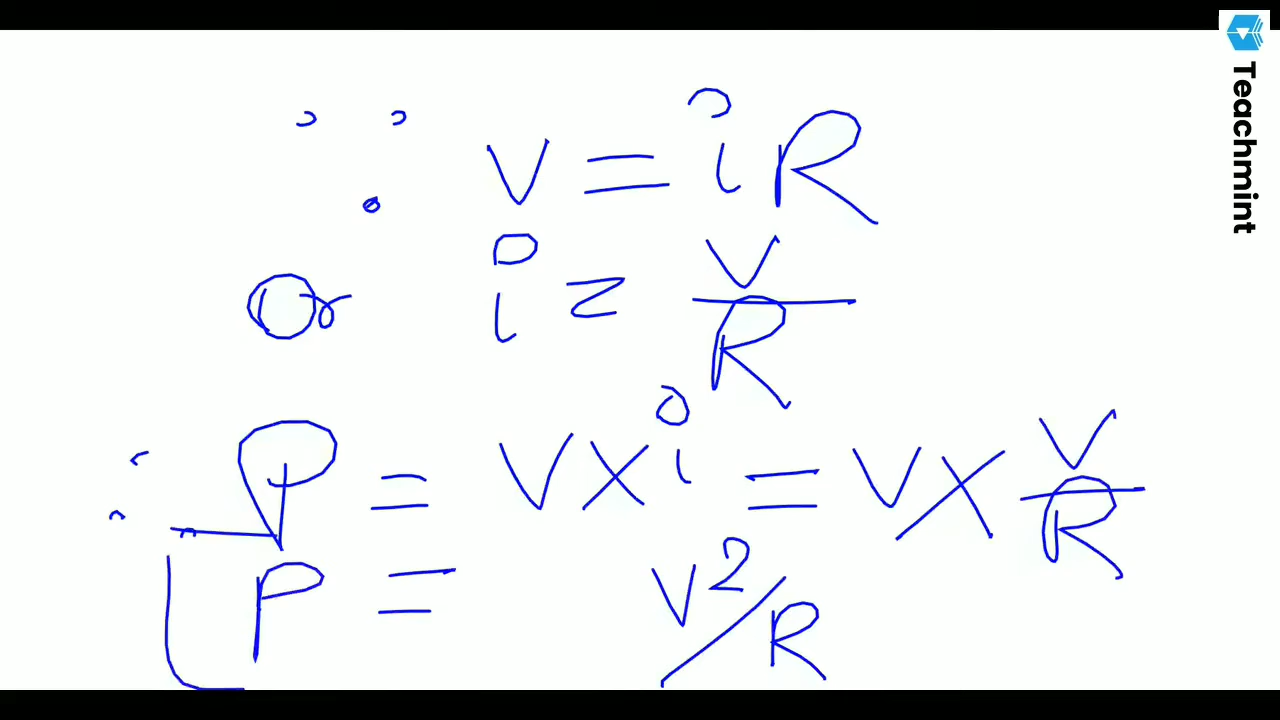 ∵ V = iR
Or i = V/R
∴ P = V × i = V × V/R
P = V²/R
Teachmint